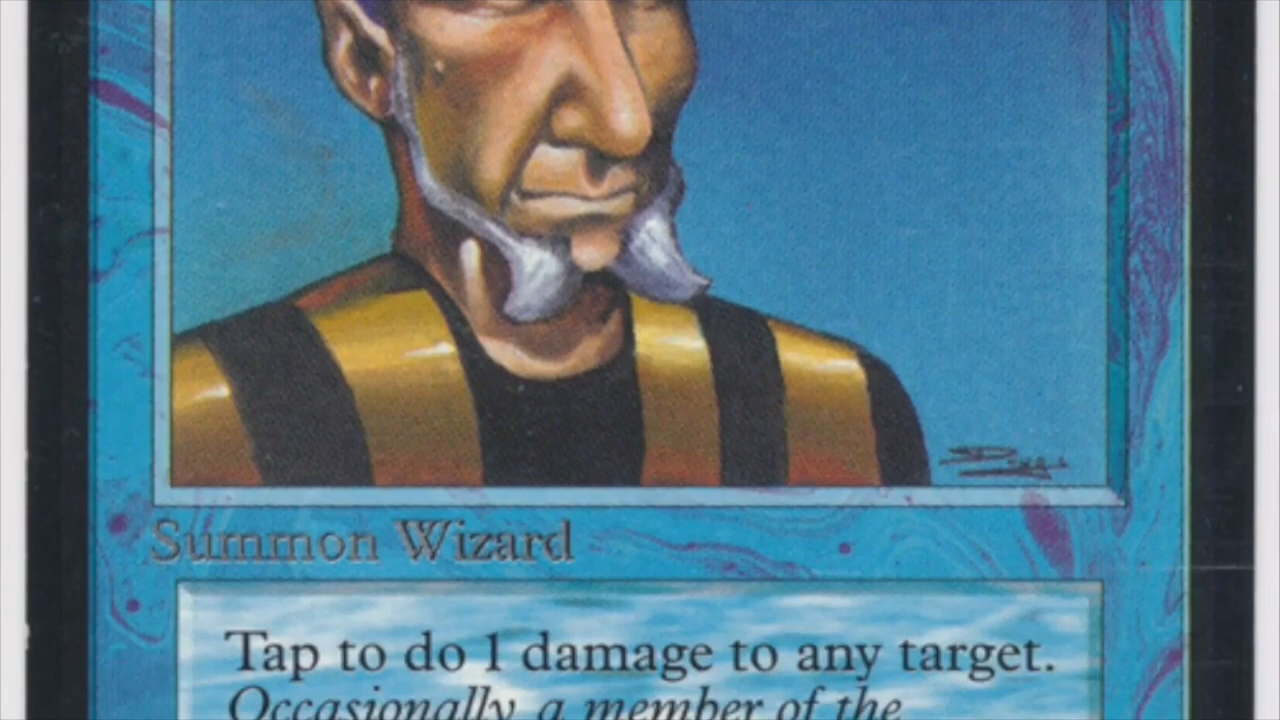 Summon Wizard
Tap to do 1 damage to any target.
Occasionally, a member of the